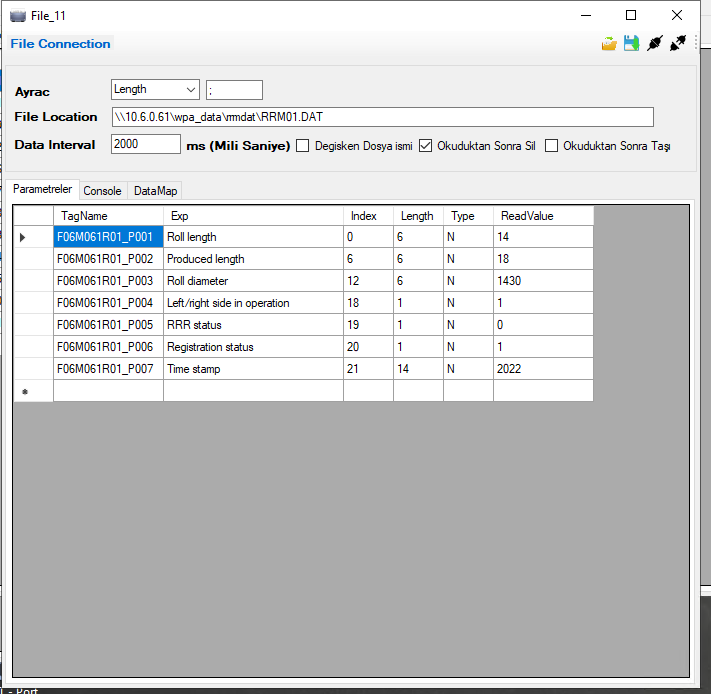 File_11
File Connection
Ayrac Length ;
File Location \\10.6.0.61\wpa_data\rmdat\RRM01.DAT
Data Interval 2000 ms (Mili Saniye) Degisken Dosya ismi Okuduktan Sonra Sil Okuduktan Sonra Taşı
Parametreler Console DataMap
TagName Exp Index Length Type ReadValue
F06M061R01_P001 Roll length 0 6 N 14
F06M061R01_P002 Produced length 6 6 N 18
F06M061R01_P003 Roll diameter 12 6 N 1430
F06M061R01_P004 Left/right side in operation 18 1 N 1
F06M061R01_P005 RRR status 19 1 N 0
F06M061R01_P006 Registration status 20 1 N 1
F06M061R01_P007 Time stamp 21 14 N 2022
- Port